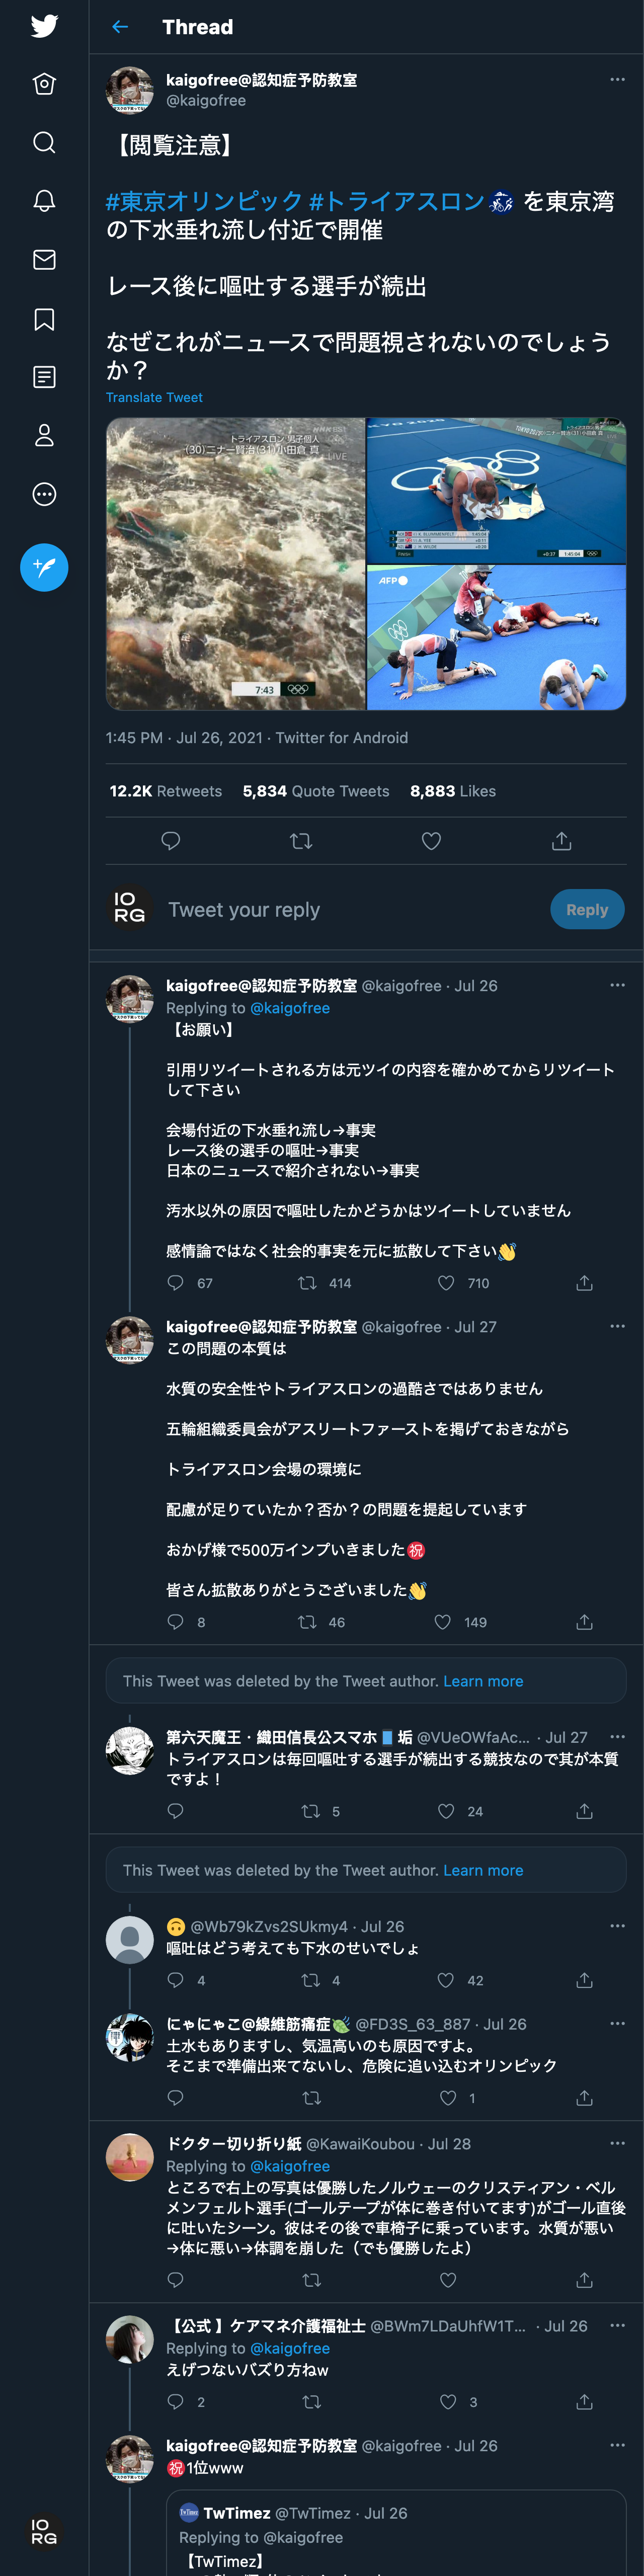 Thread
kaigofree@認知症予防教室
@kaigofree
【閲覧注意】
#東京オリンピック #トライアスロン を東京湾
の下水垂れ流し付近で開催
レース後に嘔吐する選手が続出
なぜこれがニュースで問題視されないのでしょう
か？
Translate Tweet
トライアスロン 男子個人
(30)ニナー賢治(31)小田倉 真
LIVE
7:43
AFP
1:45 PM · Jul 26, 2021 · Twitter for Android
12.2K Retweets 5,834 Quote Tweets 8,883 Likes
IO
RG
Tweet your reply
Reply
kaigofree@認知症予防教室 @kaigofree · Jul 26
Replying to @kaigofree
【お願い】
引用リツイートされる方は元ツイの内容を確かめてからリツイート
して下さい
会場付近の下水垂れ流し→事実
レース後の選手の嘔吐→事実
日本のニュースで紹介されない→事実
汚水以外の原因で嘔吐したかどうかはツイートしていません
感情論ではなく社会的事実を元に拡散して下さい👋
67 414 710
kaigofree@認知症予防教室 @kaigofree · Jul 27
この問題の本質は
水質の安全性やトライアスロンの過酷さではありません
五輪組織委員会がアスリートファーストを掲げておきながら
トライアスロン会場の環境に
配慮が足りていたか？否か？の問題を提起しています
おかげ様で500万インプいきました㊗️
皆さん拡散ありがとうございました👋
8 46 149
This Tweet was deleted by the Tweet author. Learn more
第六天魔王・織田信長公スマホ📱垢 @VUeOWfaAc... · Jul 27
トライアスロンは毎回嘔吐する選手が続出する競技なので其が本質
ですよ！
5 24
This Tweet was deleted by the Tweet author. Learn more
🙃 @Wb79kZvs2SUkmy4 · Jul 26
嘔吐はどう考えても下水のせいでしょ
4 4 42
にゃにゃこ@線維筋痛症🍃 @FD3S_63_887 · Jul 26
土水もありますし、気温高いのも原因ですよ。
そこまで準備出来てないし、危険に追い込むオリンピック
1
ドクター切り折り紙 @KawaiKoubou · Jul 28
Replying to @kaigofree
ところで右上の写真は優勝したノルウェーのクリスティアン・ベル
メンフェルト選手(ゴールテープが体に巻き付いてます)がゴール直後
に吐いたシーン。彼はその後で車椅子に乗っています。水質が悪い
→体に悪い→体調を崩した（でも優勝したよ）
【公式 】ケアマネ介護福祉士 @BWm7LDaUhfW1T... · Jul 26
Replying to @kaigofree
えげつないバズり方ねw
2 3
kaigofree@認知症予防教室 @kaigofree · Jul 26
㊗️1位www
TwTimez @TwTimez · Jul 26
Replying to @kaigofree
【TwTimez】
IO
RG